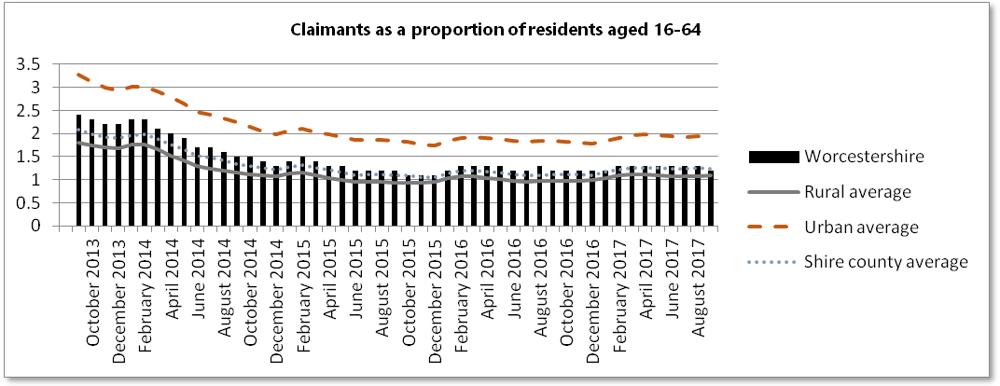 Claimants as a proportion of residents aged 16-64
3.5
3
2.5
2
1.5
1
0.5
0
October 2013
December 2013
February 2014
April 2014
June 2014
August 2014
October 2014
December 2014
February 2015
April 2015
June 2015
August 2015
October 2015
December 2015
February 2016
April 2016
June 2016
August 2016
October 2016
December 2016
February 2017
April 2017
June 2017
August 2017
Worcestershire
Rural average
Urban average
Shire county average